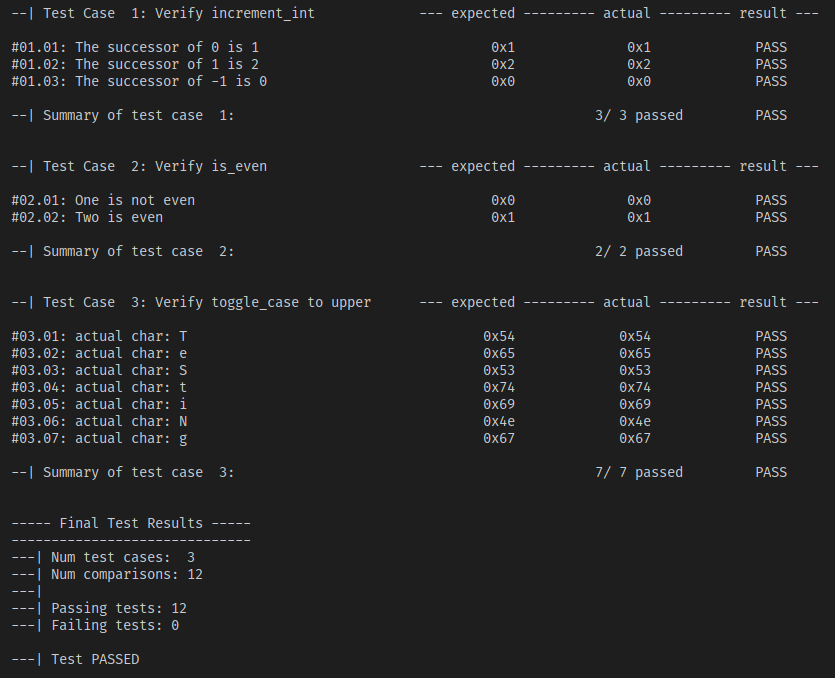 --| Test Case  1: Verify increment_int             --- expected --------- actual --------- result ---
#01.01: The successor of 0 is 1                             0x1              0x1             PASS
#01.02: The successor of 1 is 2                             0x2              0x2             PASS
#01.03: The successor of -1 is 0                            0x0              0x0             PASS
--| Summary of test case  1:                                             3/ 3 passed         PASS
--| Test Case  2: Verify is_even                   --- expected --------- actual --------- result ---
#02.01: One is not even                                     0x0              0x0             PASS
#02.02: Two is even                                         0x1              0x1             PASS
--| Summary of test case  2:                                             2/ 2 passed         PASS
--| Test Case  3: Verify toggle_case to upper      --- expected --------- actual --------- result ---
#03.01: actual char: T                                     0x54             0x54             PASS
#03.02: actual char: e                                     0x65             0x65             PASS
#03.03: actual char: S                                     0x53             0x53             PASS
#03.04: actual char: t                                     0x74             0x74             PASS
#03.05: actual char: i                                     0x69             0x69             PASS
#03.06: actual char: N                                     0x4e             0x4e             PASS
#03.07: actual char: g                                     0x67             0x67             PASS
--| Summary of test case  3:                                             7/ 7 passed         PASS
----- Final Test Results -----
------------------------------
---| Num test cases:  3
---| Num comparisons: 12
---|
---| Passing tests: 12
---| Failing tests: 0
---| Test PASSED